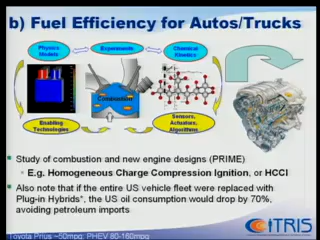 b) Fuel Efficiency for Autos/Trucks
Physics
Models
Experiments
Chemical
Kinetics
Combustion
Enabling
Technologies
Sensors,
Actuators,
Algorithms
Study of combustion and new engine designs (PRIME)
E.g. Homogeneous Charge Compression Ignition, or HCCI
Also note that if the entire US vehicle fleet were replaced with
Plug-in Hybrids*, the US oil consumption would drop by 70%,
avoiding petroleum imports
CITRIS
Toyota Prius ~50mpg; PHEV 80-160mpg